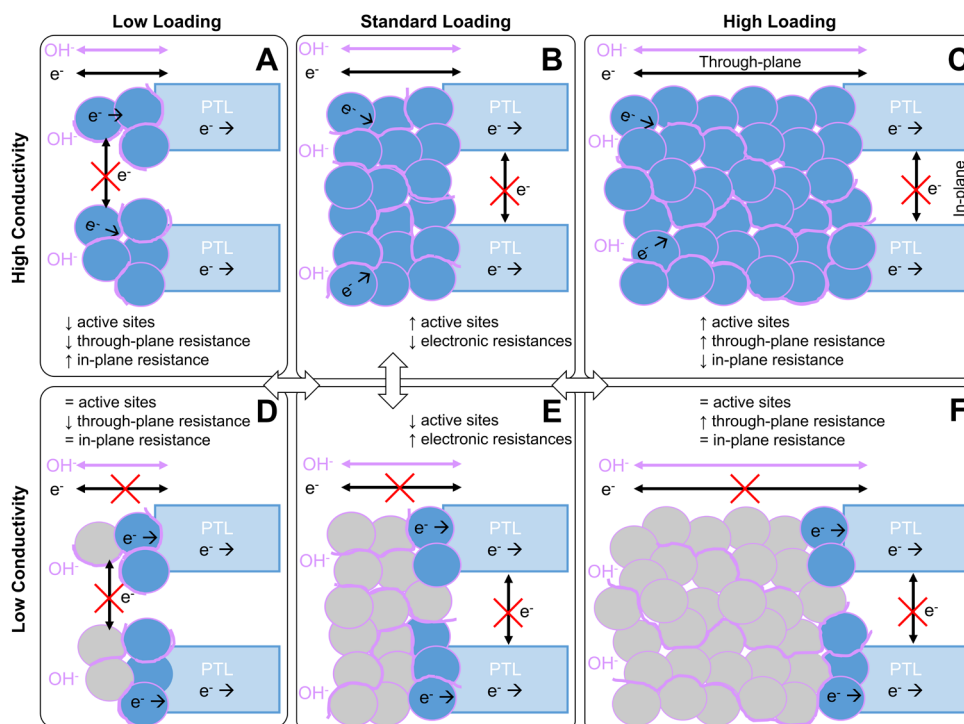 Low Loading
Standard Loading
High Loading
High Conductivity
A
OH-
e-
e- →
PTL
e- →
OH-
e-
e- →
OH-
PTL
e- →
↓ active sites
↓ through-plane resistance
↑ in-plane resistance
B
OH-
e-
e- →
PTL
e- →
OH-
e-
OH-
e- →
PTL
e- →
↑ active sites
↓ electronic resistances
C
OH-
e-
Through-plane
e- →
PTL
e- →
OH-
e-
In-plane
OH-
e- →
PTL
e- →
↑ active sites
↑ through-plane resistance
↓ in-plane resistance
Low Conductivity
D
= active sites
↓ through-plane resistance
= in-plane resistance
OH-
e-
e- →
PTL
e- →
OH-
e-
OH-
PTL
e- →
e- →
E
↓ active sites
↑ electronic resistances
OH-
e-
e- →
PTL
e- →
OH-
e-
OH-
PTL
e- →
e- →
F
= active sites
↑ through-plane resistance
= in-plane resistance
OH-
e-
e- →
PTL
e- →
OH-
e-
OH-
PTL
e- →
e- →